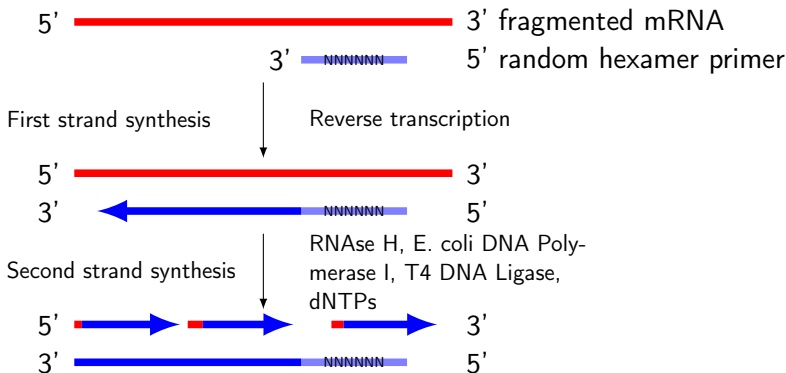 5' 3' fragmented mRNA
3' NNNNNN 5' random hexamer primer
First strand synthesis Reverse transcription
5' 3'
3' NNNNNN 5'
RNAse H, E. coli DNA Poly-
Second strand synthesis merase I, T4 DNA Ligase,
dNTPs
5' 3'
3' NNNNNN 5'